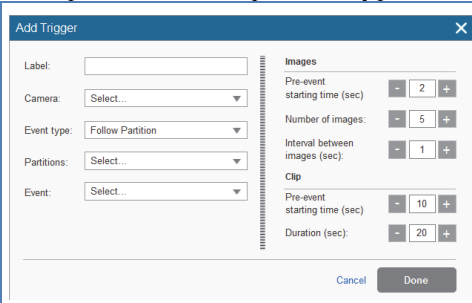 Add Trigger
Label:
Camera: Select...
Event type: Follow Partition
Partitions: Select...
Event: Select...
Images
Pre-event
starting time (sec) - 2 +
Number of images: - 5 +
Interval between
images (sec): - 1 +
Clip
Pre-event
starting time (sec) - 10 +
Duration (sec): - 20 +
Cancel Done